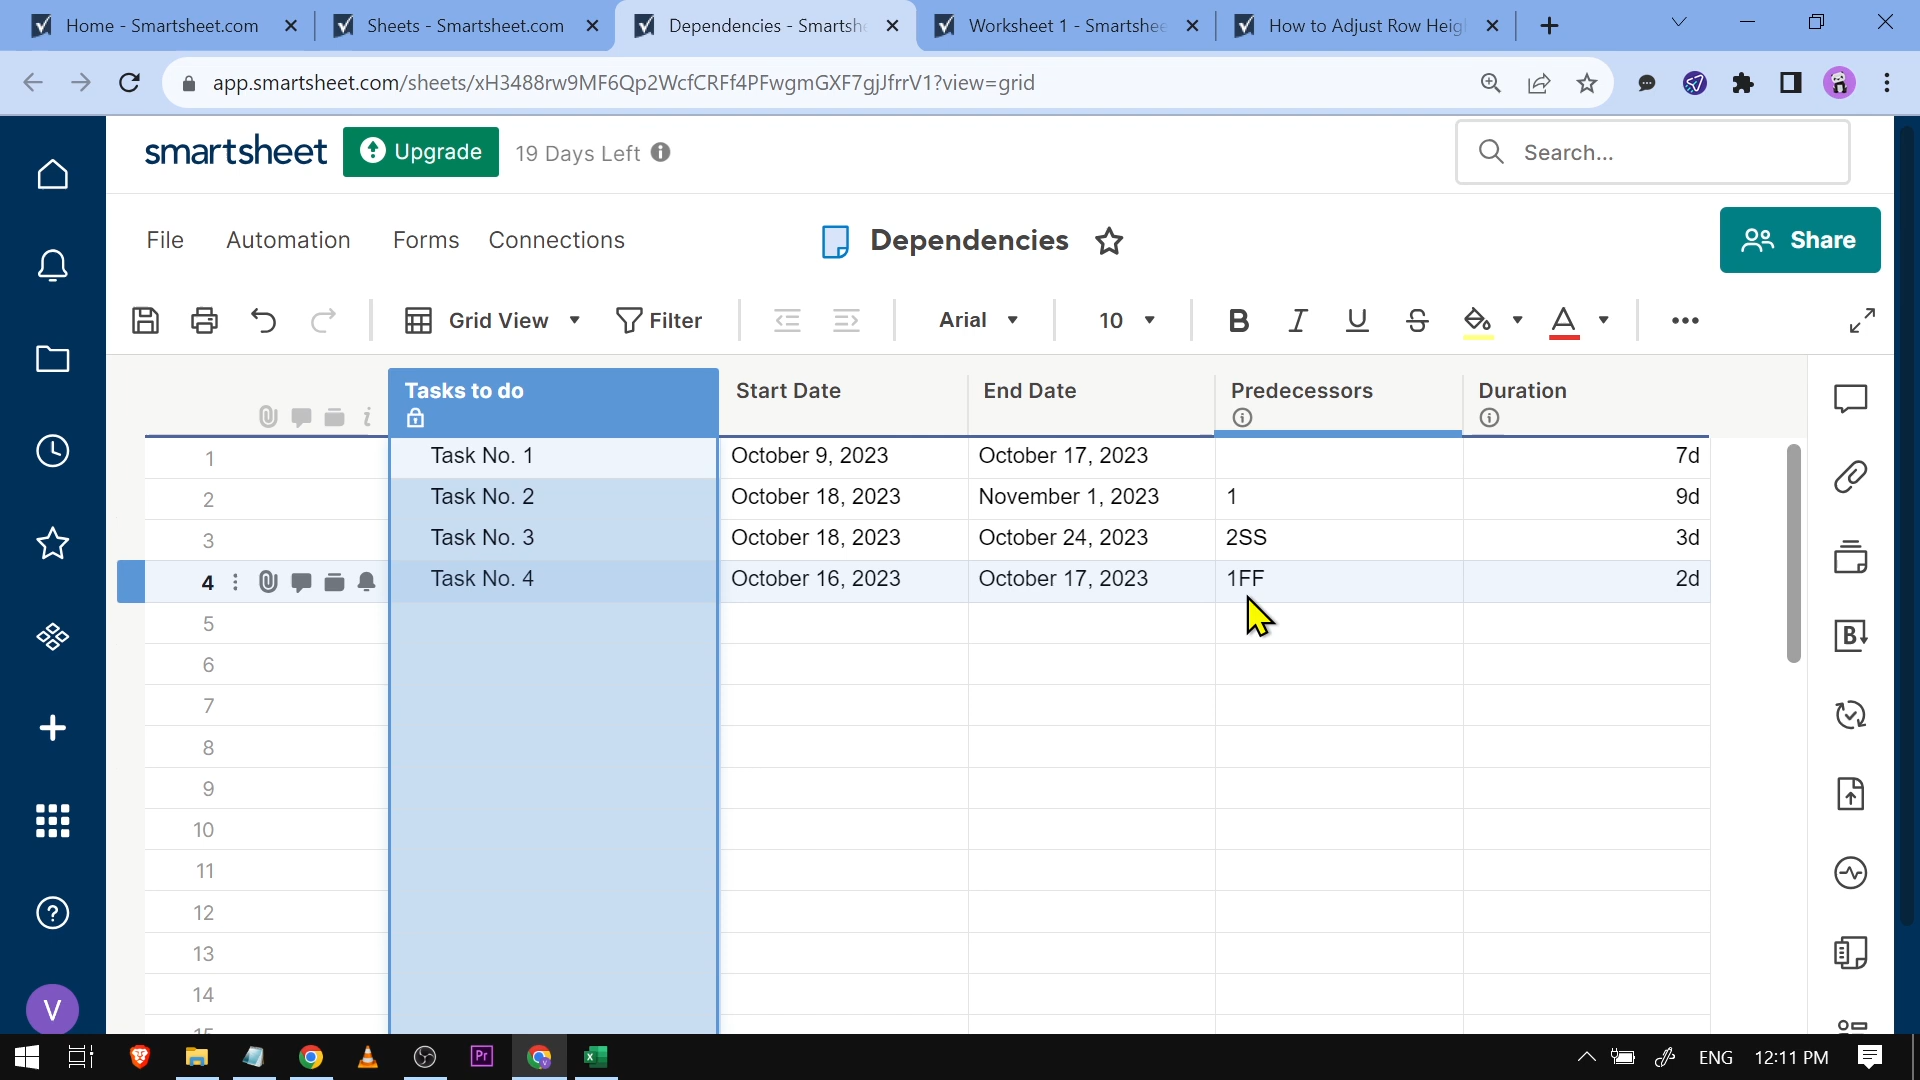 Home - Smartsheet.com
Sheets - Smartsheet.com
Dependencies - Smartsh
Worksheet 1 - Smartshee
How to Adjust Row Heig
app.smartsheet.com/sheets/xH3488rw9MF6Qp2WcfCRFf4PFwgmGXF7gjJfrrV1?view=grid
smartsheet
Upgrade
19 Days Left
Search...
File
Automation
Forms
Connections
Dependencies
Share
Grid View
Filter
Arial
10
B
I
U
S
A
Tasks to do
Start Date
End Date
Predecessors
Duration
1 Task No. 1 October 9, 2023 October 17, 2023 7d
2 Task No. 2 October 18, 2023 November 1, 2023 1 9d
3 Task No. 3 October 18, 2023 October 24, 2023 2SS 3d
4 Task No. 4 October 16, 2023 October 17, 2023 1FF 2d
5
6
7
8
9
10
11
12
13
14
15
V
B
Pr
ENG
12:11 PM